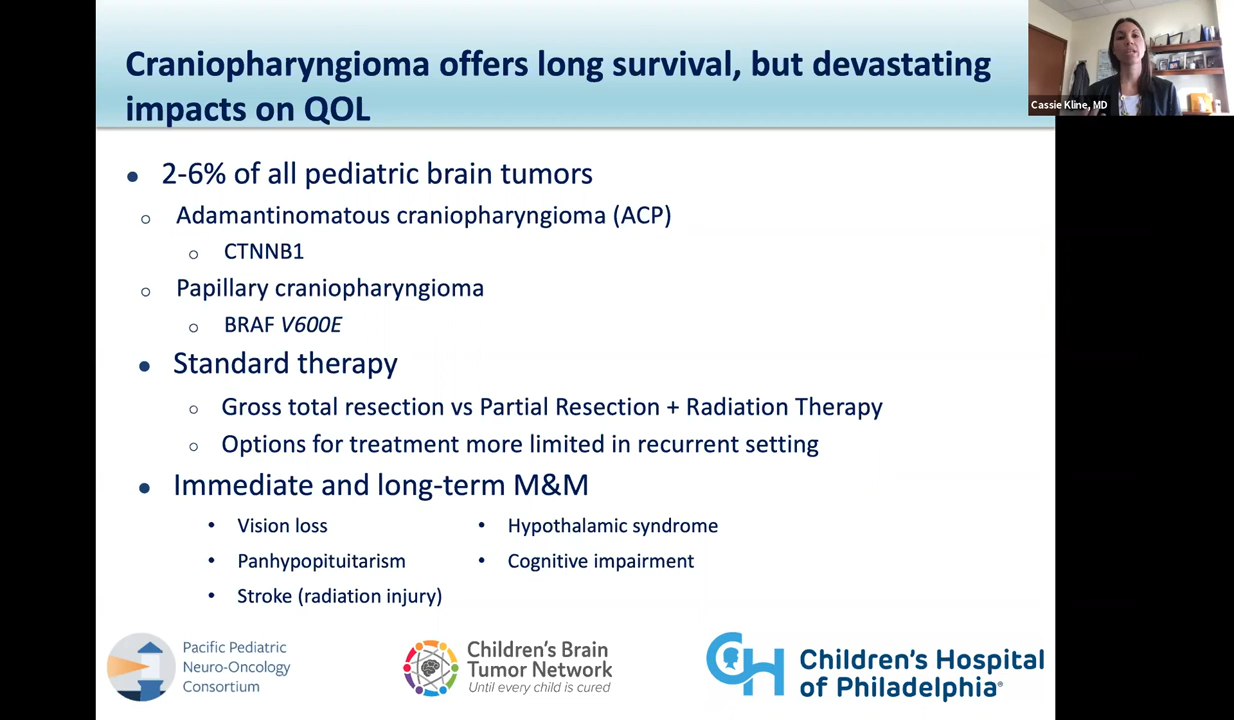 Craniopharyngioma offers long survival, but devastating
impacts on QOL
Cassie Kline, MD
2-6% of all pediatric brain tumors
Adamantinomatous craniopharyngioma (ACP)
CTNNB1
Papillary craniopharyngioma
BRAF V600E
Standard therapy
Gross total resection vs Partial Resection + Radiation Therapy
Options for treatment more limited in recurrent setting
Immediate and long-term M&M
Vision loss
Panhypopituitarism
Stroke (radiation injury)
Hypothalamic syndrome
Cognitive impairment
Pacific Pediatric
Neuro-Oncology
Consortium
Children's Brain
Tumor Network
Until every child is cured
CH
Children's Hospital
of Philadelphia®